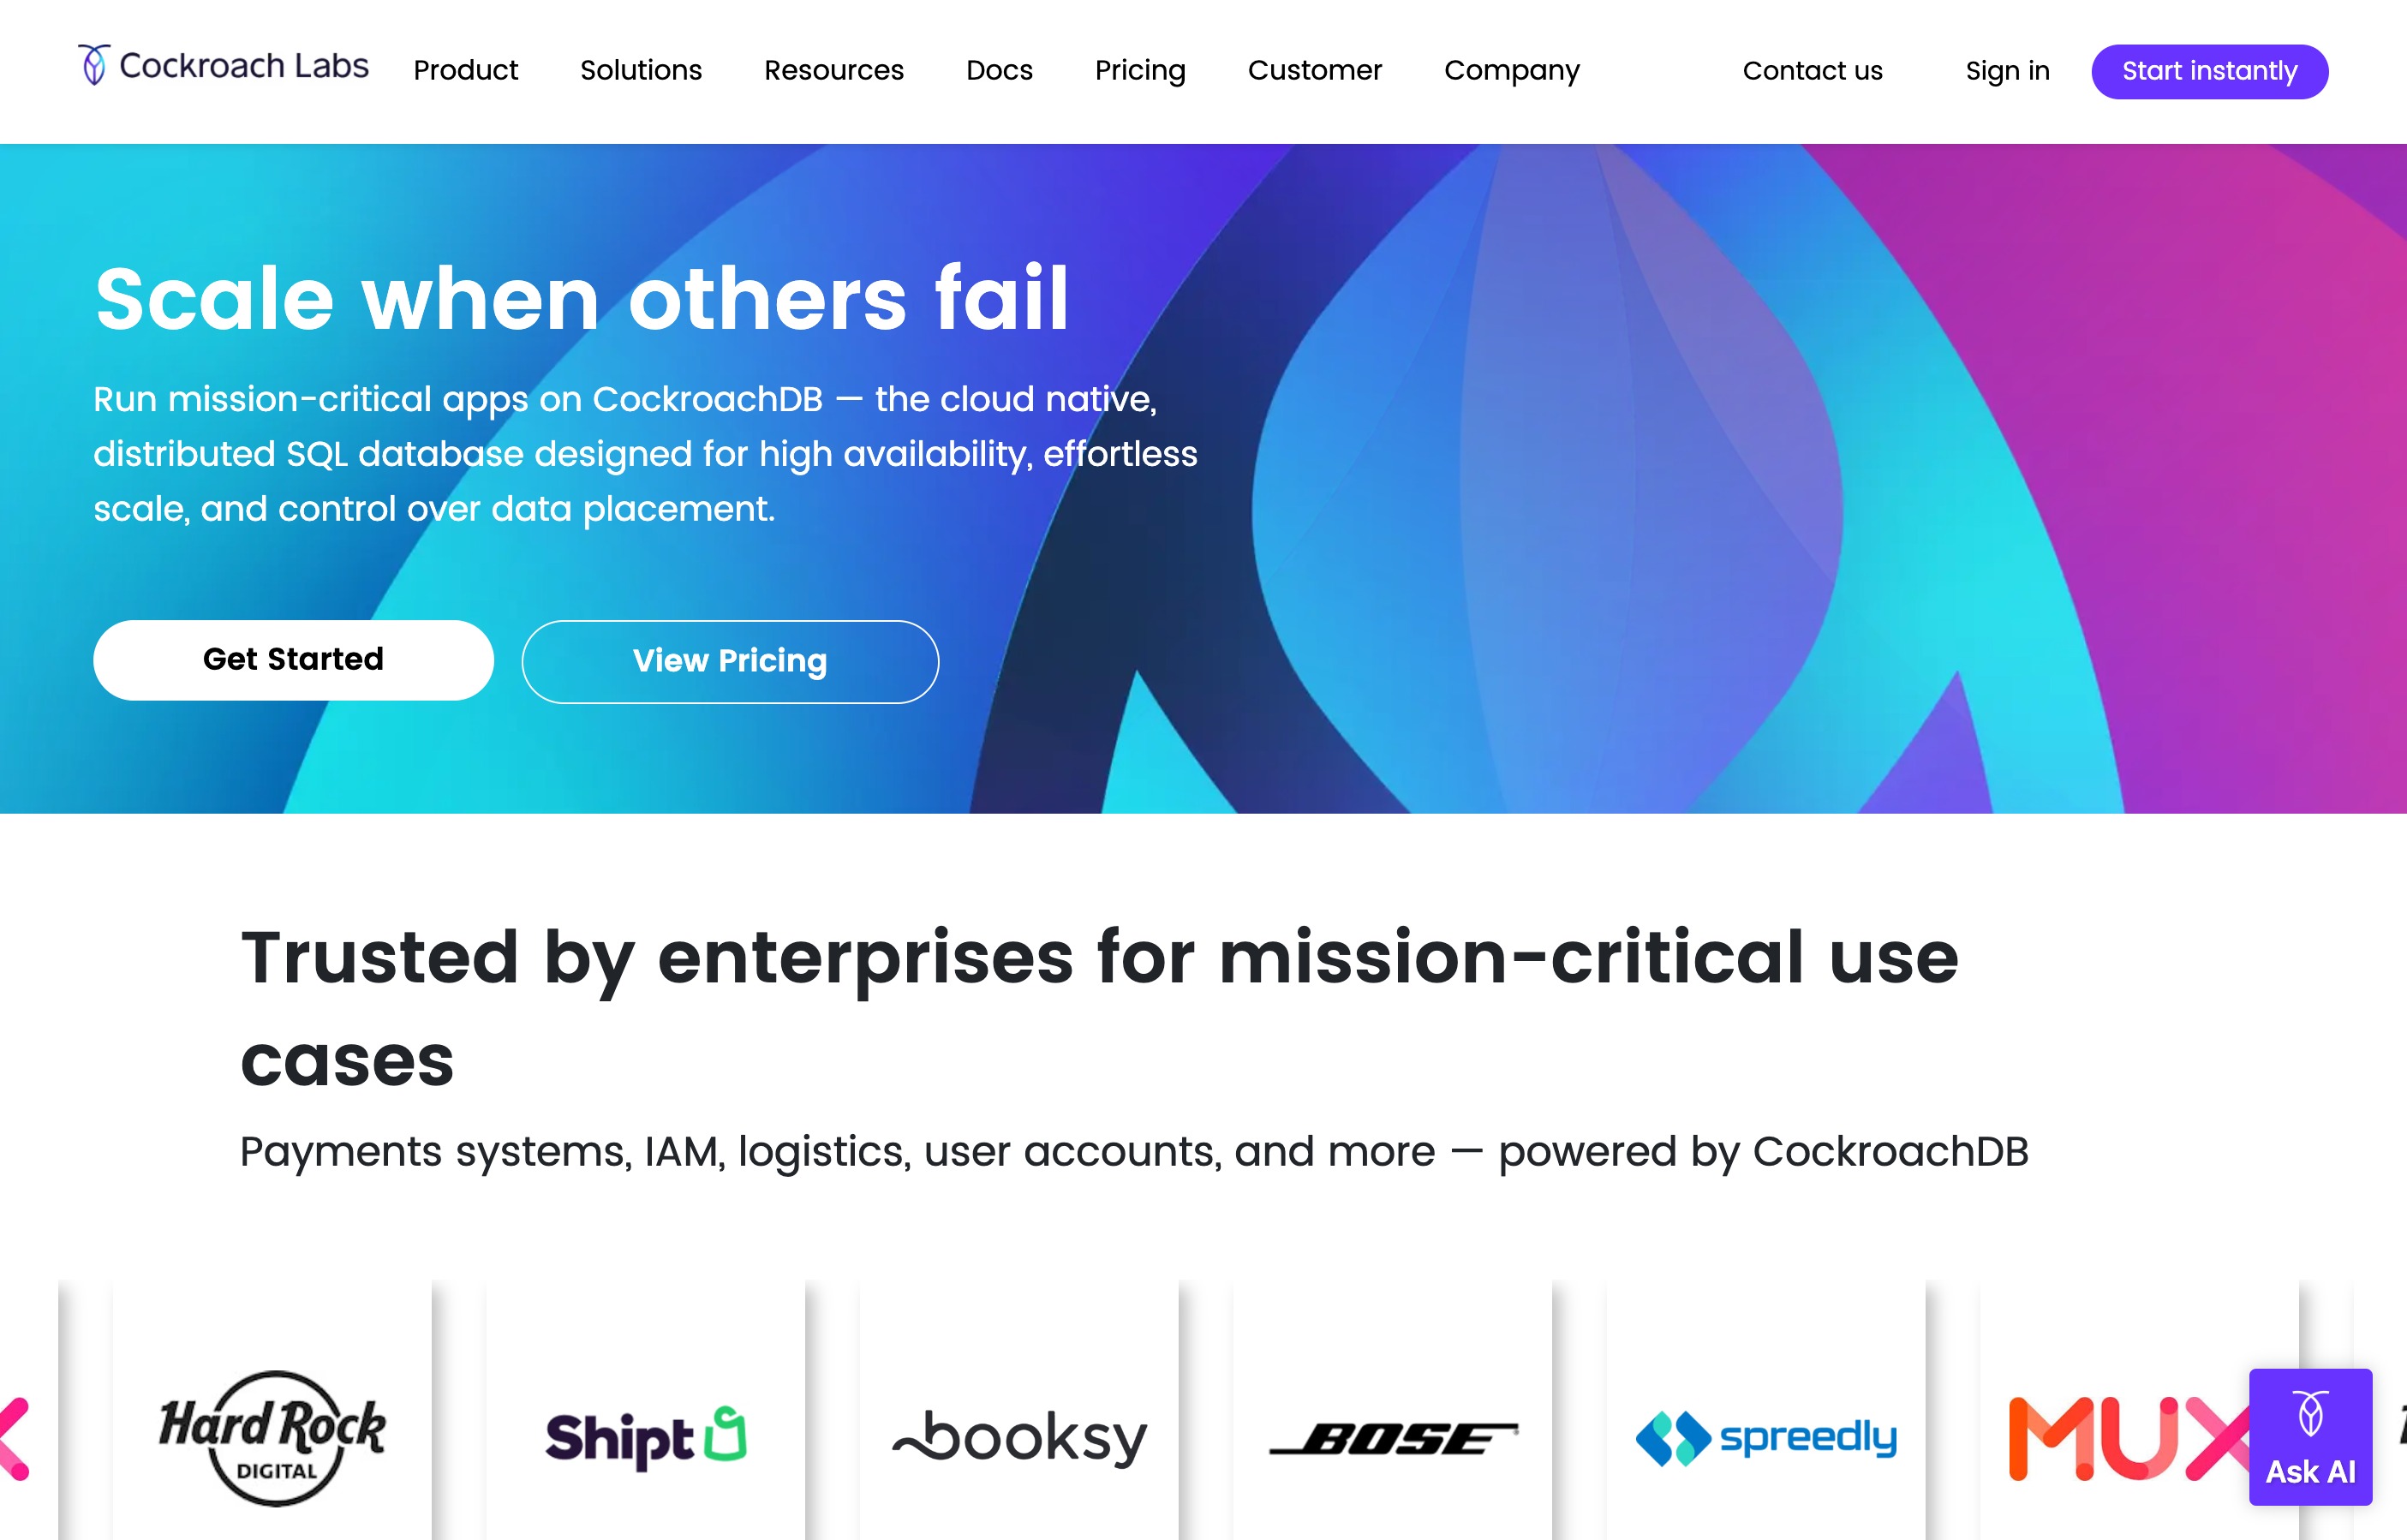 Cockroach Labs Product Solutions Resources Docs Pricing Customer Company Contact us Sign in Start instantly
Scale when others fail
Run mission-critical apps on CockroachDB — the cloud native,
distributed SQL database designed for high availability, effortless
scale, and control over data placement.
Get Started View Pricing
Trusted by enterprises for mission-critical use
cases
Payments systems, IAM, logistics, user accounts, and more — powered by CockroachDB
Hard Rock
DIGITAL
Shipt
booksy
BOSE
spreedly
MUX
Ask AI